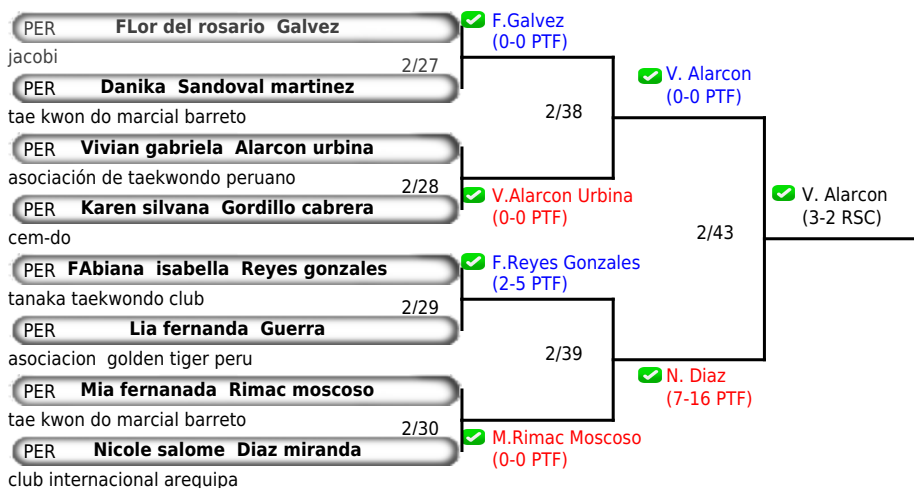 PER FLor del rosario Galvez
jacobi
2/27
PER Danika Sandoval martinez
tae kwon do marcial barreto
PER Vivian gabriela Alarcon urbina
asociación de taekwondo peruano
2/28
PER Karen silvana Gordillo cabrera
cem-do
PER FAbiana isabella Reyes gonzales
tanaka taekwondo club
2/29
PER Lia fernanda Guerra
asociacion golden tiger peru
PER Mia fernanada Rimac moscoso
tae kwon do marcial barreto
2/30
PER Nicole salome Diaz miranda
club internacional arequipa
F.Galvez
(0-0 PTF)
2/38
V.Alarcon Urbina
(0-0 PTF)
F.Reyes Gonzales
(2-5 PTF)
2/39
M.Rimac Moscoso
(0-0 PTF)
V. Alarcon
(0-0 PTF)
2/43
N. Diaz
(7-16 PTF)
V. Alarcon
(3-2 RSC)